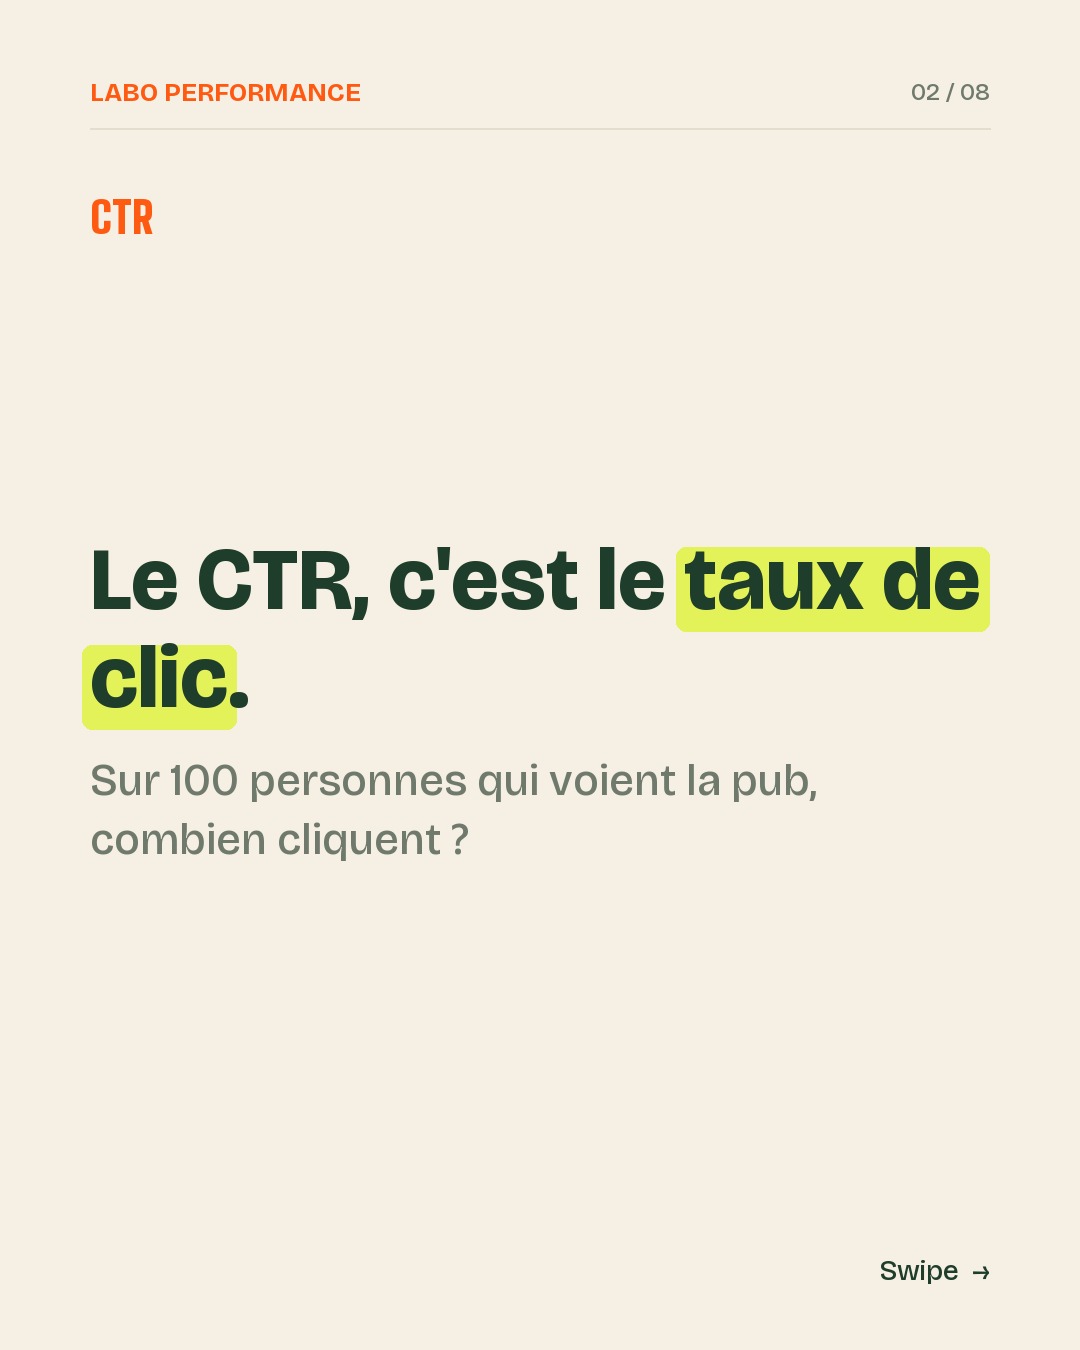 LABO PERFORMANCE
02 / 08
CTR
Le CTR, c'est le taux de
clic.
Sur 100 personnes qui voient la pub,
combien cliquent ?
Swipe →